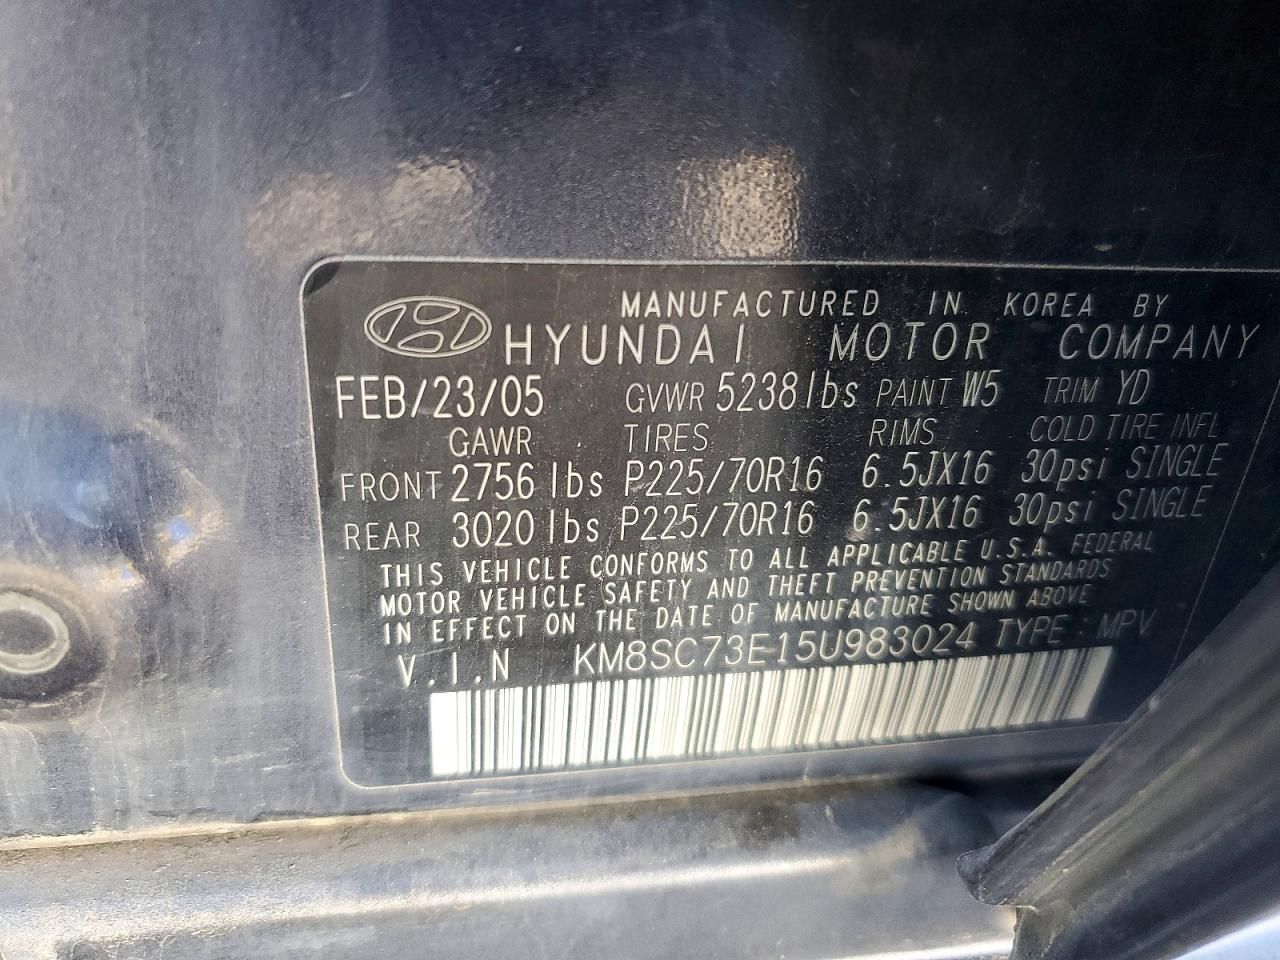 MANUFACTURED IN KOREA BY
HYUNDAI MOTOR COMPANY
FEB/23/05 GVWR 5238lbs PAINT W5 TRIM YD
GAWR TIRES RIMS COLD TIRE INFL
FRONT 2756 lbs P225/70R16 6.5JX16 30psi SINGLE
REAR 3020 lbs P225/70R16 6.5JX16 30psi SINGLE
THIS VEHICLE CONFORMS TO ALL APPLICABLE U.S.A. FEDERAL
MOTOR VEHICLE SAFETY AND THEFT PREVENTION STANDARDS
IN EFFECT ON THE DATE OF MANUFACTURE SHOWN ABOVE
V.I.N KM8SC73E15U983024 TYPE : MPV